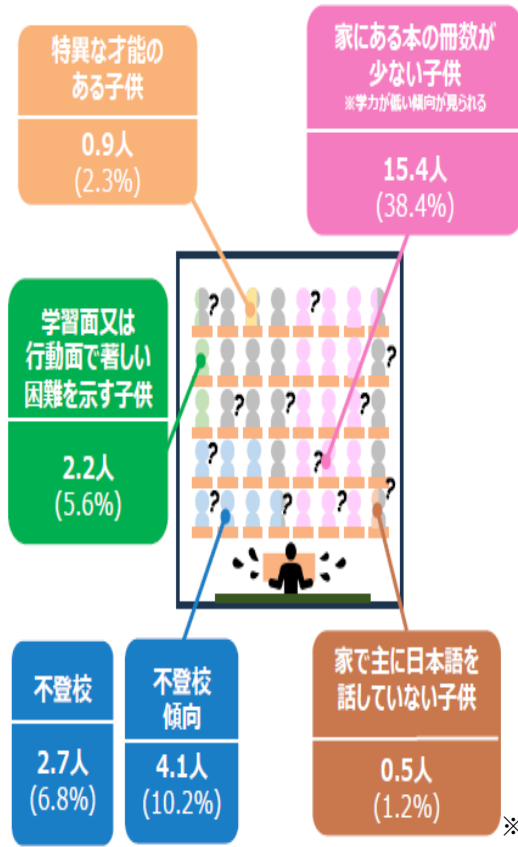 特異な才能の
ある子供
0.9人
(2.3%)
家にある本の冊数が
少ない子供
※学力が低い傾向が見られる
15.4人
(38.4%)
学習面又は
行動面で著しい
困難を示す子供
2.2人
(5.6%)
?
?
?
?
?
?
?
?
?
?
?
?
不登校
2.7人
(6.8%)
不登校
傾向
4.1人
(10.2%)
家で主に日本語を
話していない子供
0.5人
(1.2%)
※